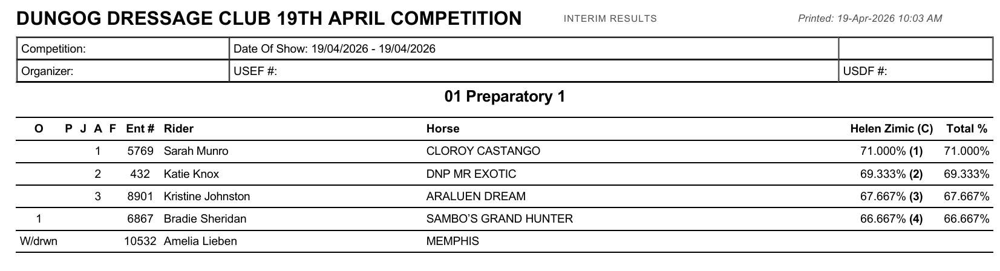 DUNGOG DRESSAGE CLUB 19TH APRIL COMPETITION INTERIM RESULTS Printed: 19-Apr-2026 10:03 AM
Competition: Date Of Show: 19/04/2026 - 19/04/2026
Organizer: USEF #: USDF #:
01 Preparatory 1
O P J A F Ent # Rider Horse Helen Zimic (C) Total %
1 5769 Sarah Munro CLOROY CASTANGO 71.000% (1) 71.000%
2 432 Katie Knox DNP MR EXOTIC 69.333% (2) 69.333%
3 8901 Kristine Johnston ARALUEN DREAM 67.667% (3) 67.667%
1 6867 Bradie Sheridan SAMBO’S GRAND HUNTER 66.667% (4) 66.667%
W/drwn 10532 Amelia Lieben MEMPHIS